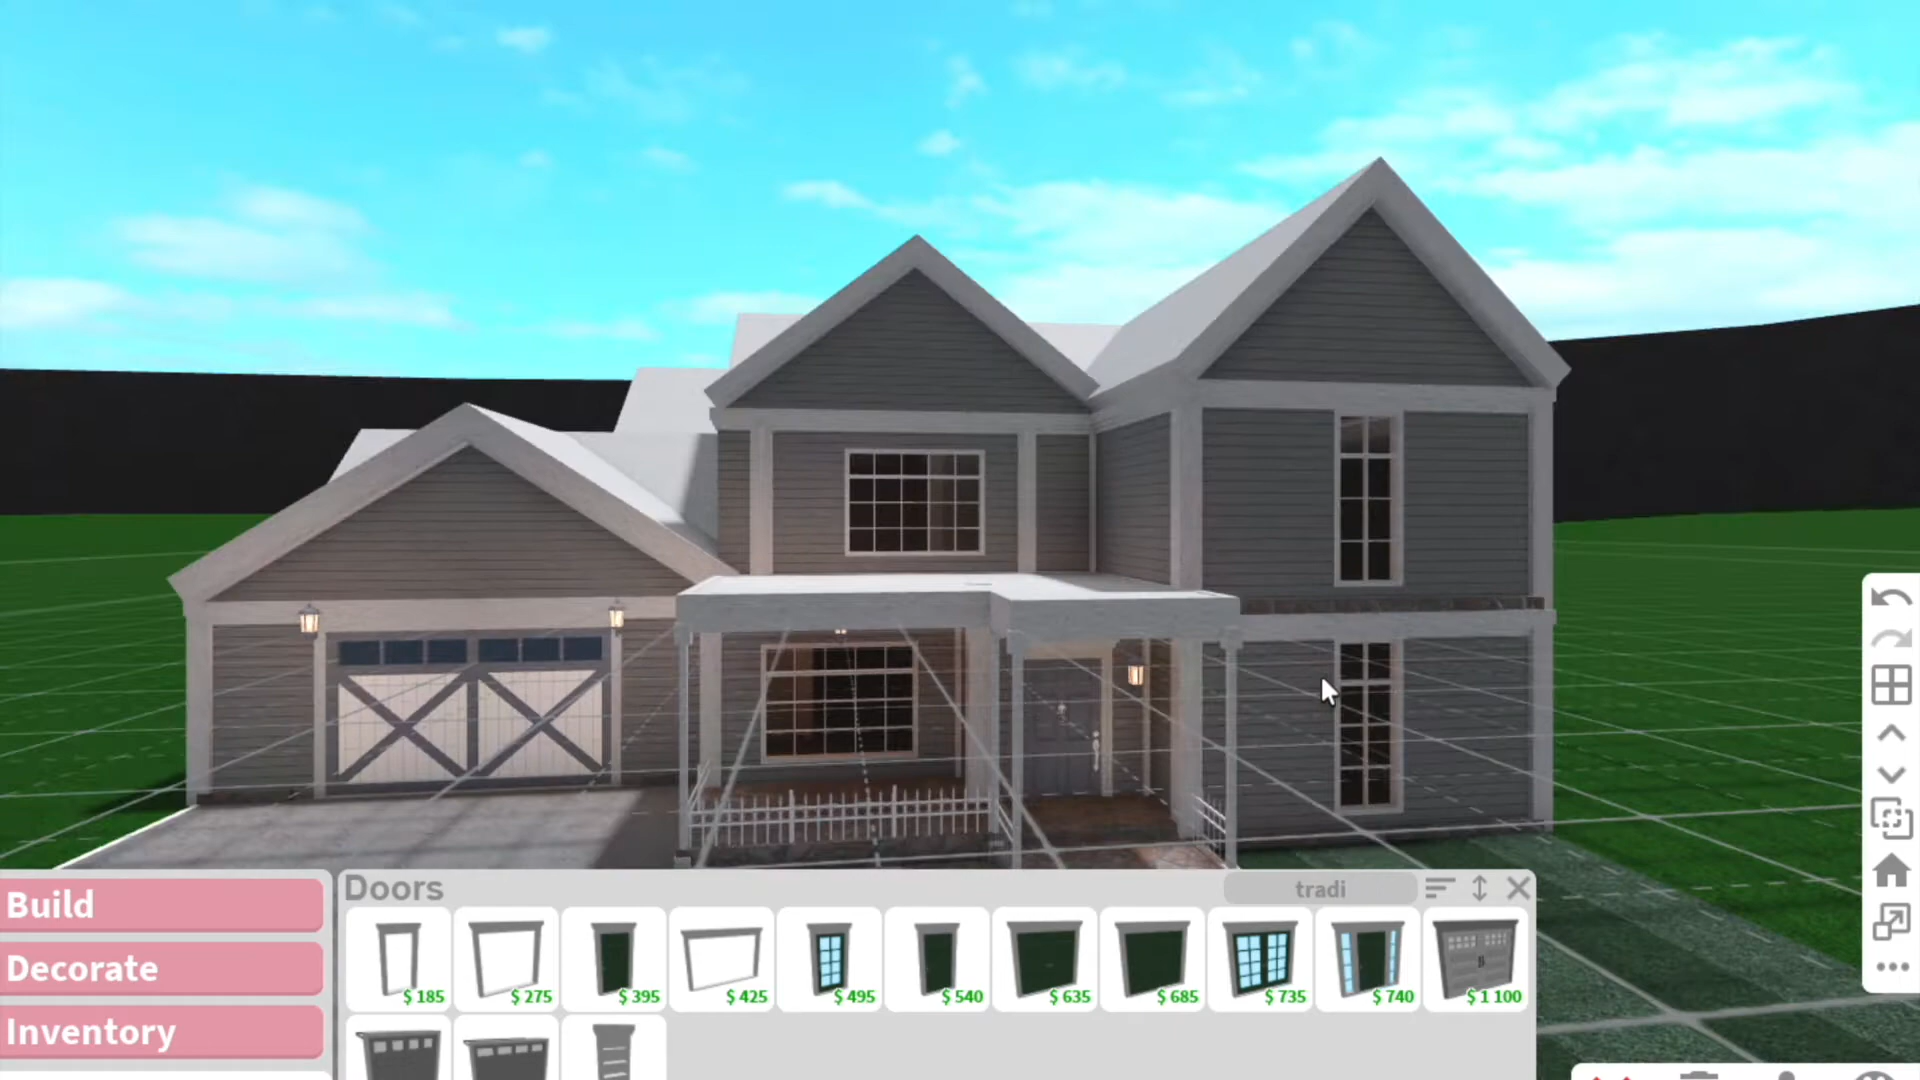 Build
Decorate
Inventory
Doors
tradi
$ 185
$ 275
$ 395
$ 425
$ 495
$ 540
$ 635
$ 685
$ 735
$ 740
$ 1 100
B